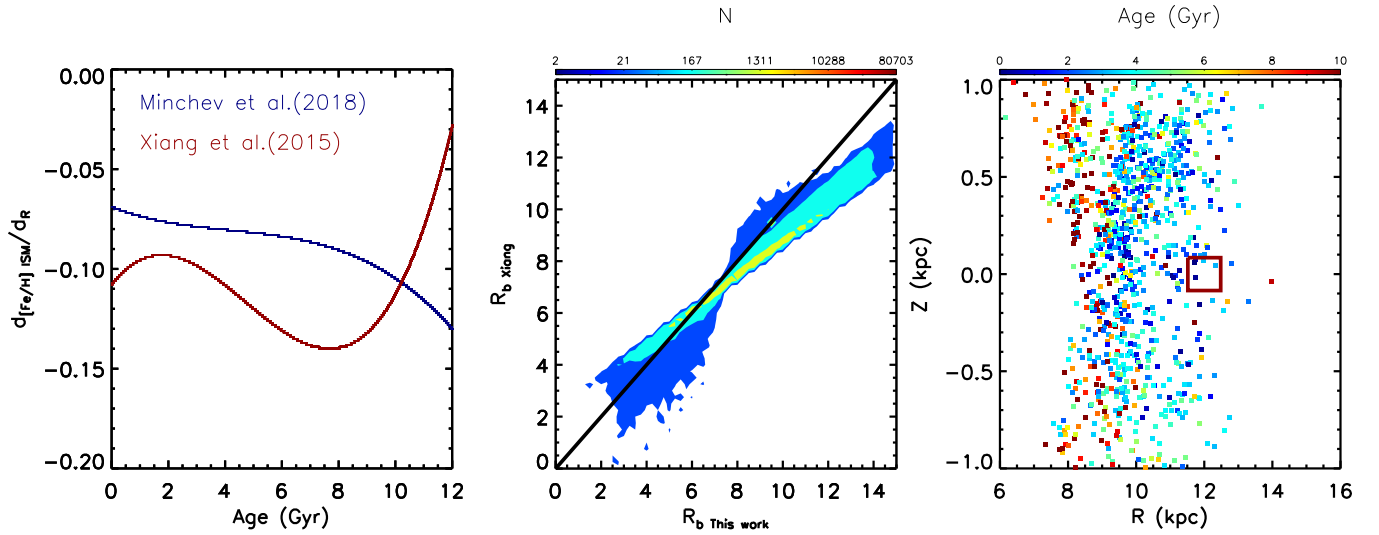 N
Age (Gyr)
2 21 167 1311 10288 80703
0 2 4 6 8 10
0.00
−0.05
−0.10
−0.15
−0.20
d[Fe/H] ISM/dR
Minchev et al.(2018)
Xiang et al.(2015)
0 2 4 6 8 10 12
Age (Gyr)
14
12
10
8
6
4
2
0
Rb Xiang
0 2 4 6 8 10 12 14
Rb This work
1.0
0.5
0.0
−0.5
−1.0
Z (kpc)
6 8 10 12 14 16
R (kpc)